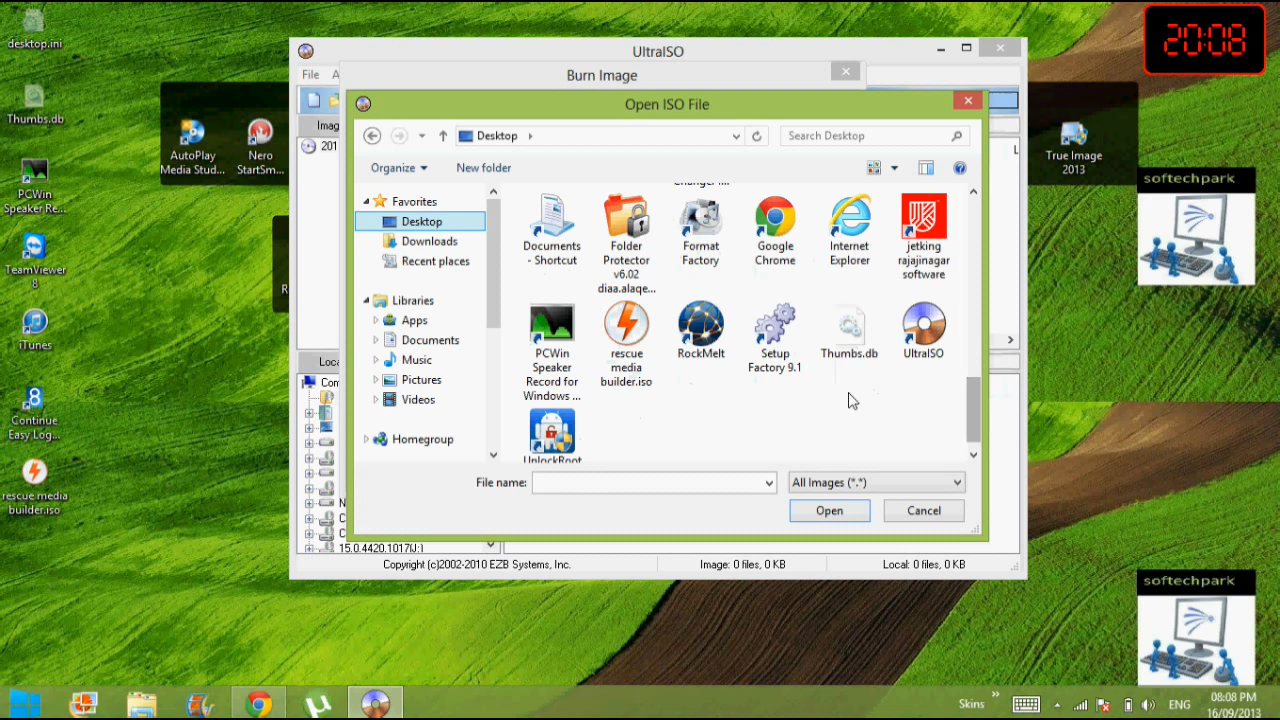 desktop.ini
Thumbs.db
PCWin
Speaker Re...
TeamViewer
8
iTunes
Continue
Easy Log...
rescue media
builder.iso
AutoPlay
Media Stud...
Nero
StartSm...
True Image
2013
20:08
softechpark
softechpark
UltraISO
File
Burn Image
Open ISO File
Desktop
Search Desktop
Organize
New folder
Favorites
Desktop
Downloads
Recent places
Libraries
Apps
Documents
Music
Pictures
Videos
Homegroup
Documents
- Shortcut
Folder
Protector
v6.02
diaa.alaqe...
Format
Factory
Google
Chrome
Internet
Explorer
jetking
rajajinagar
software
PCWin
Speaker
Record for
Windows ...
rescue
media
builder.iso
RockMelt
Setup
Factory 9.1
Thumbs.db
UltraISO
UnlockRoot
File name:
All Images (*.*)
Open
Cancel
15.0.4420.1017(J:)
Copyright (c)2002-2010 EZB Systems, Inc.
Image: 0 files, 0 KB
Local: 0 files, 0 KB
Skins
ENG
08:08 PM
16/09/2013